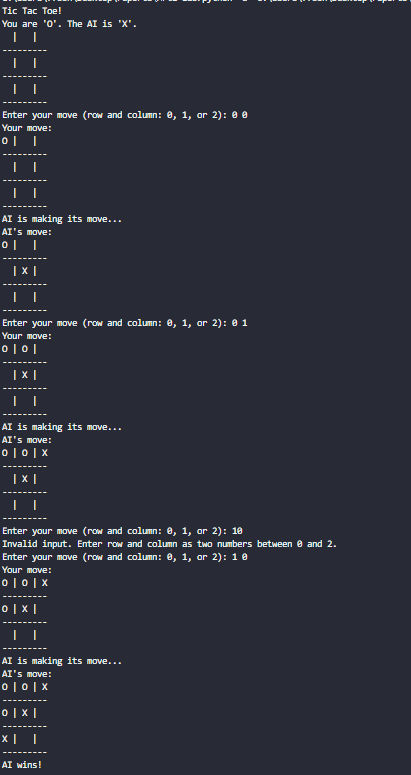 Tic Tac Toe!
You are 'O'. The AI is 'X'.
  |   |
---------
  |   |
---------
  |   |
---------
Enter your move (row and column: 0, 1, or 2): 0 0
Your move:
O |   |
---------
  |   |
---------
  |   |
---------
AI is making its move...
AI's move:
O |   |
---------
  | X |
---------
  |   |
---------
Enter your move (row and column: 0, 1, or 2): 0 1
Your move:
O | O |
---------
  | X |
---------
  |   |
---------
AI is making its move...
AI's move:
O | O | X
---------
  | X |
---------
  |   |
---------
Enter your move (row and column: 0, 1, or 2): 10
Invalid input. Enter row and column as two numbers between 0 and 2.
Enter your move (row and column: 0, 1, or 2): 1 0
Your move:
O | O | X
---------
O | X |
---------
  |   |
---------
AI is making its move...
AI's move:
O | O | X
---------
O | X |
---------
X |   |
---------
AI wins!